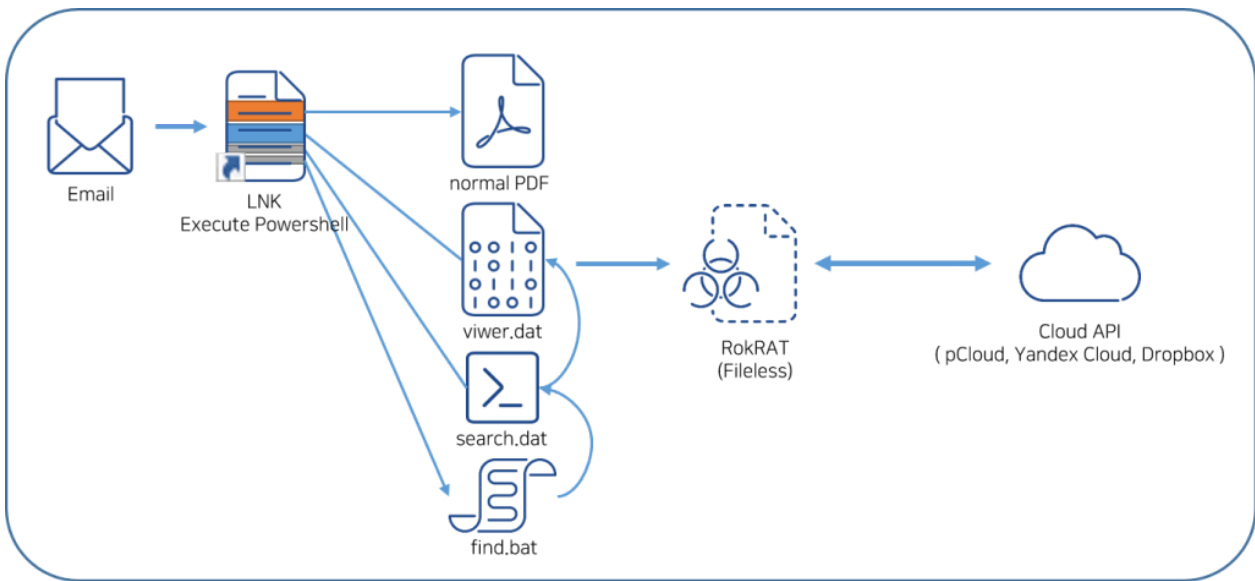 Email
LNK
Execute Powershell
normal PDF
viwer.dat
search.dat
find.bat
RokRAT
(Fileless)
Cloud API
( pCloud, Yandex Cloud, Dropbox )